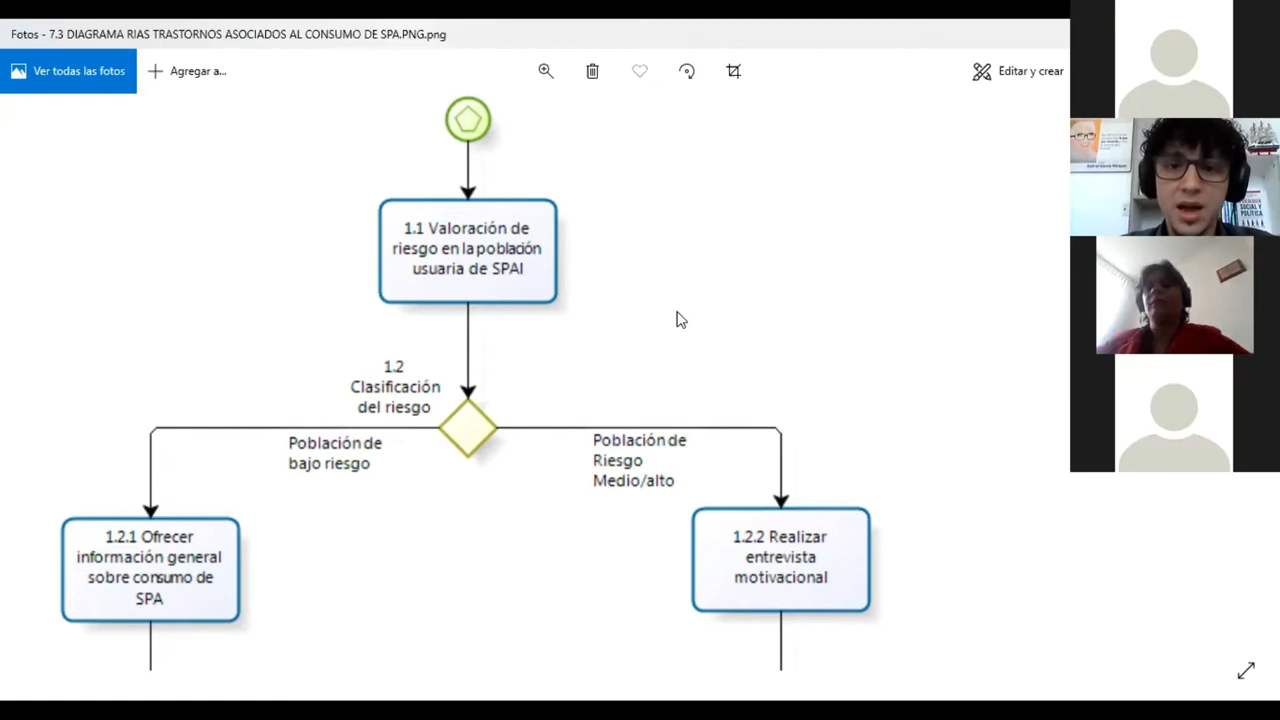 Fotos - 7.3 DIAGRAMA RIAS TRASTORNOS ASOCIADOS AL CONSUMO DE SPA.PNG.png
Ver todas las fotos
Agregar a...
Editar y crear
1.1 Valoración de
riesgo en la población
usuaria de SPAI
1.2
Clasificación
del riesgo
Población de
bajo riesgo
Población de
Riesgo
Medio/alto
1.2.1 Ofrecer
información general
sobre consumo de
SPA
1.2.2 Realizar
entrevista
motivacional
SOCIAL Y
POLÍTICA